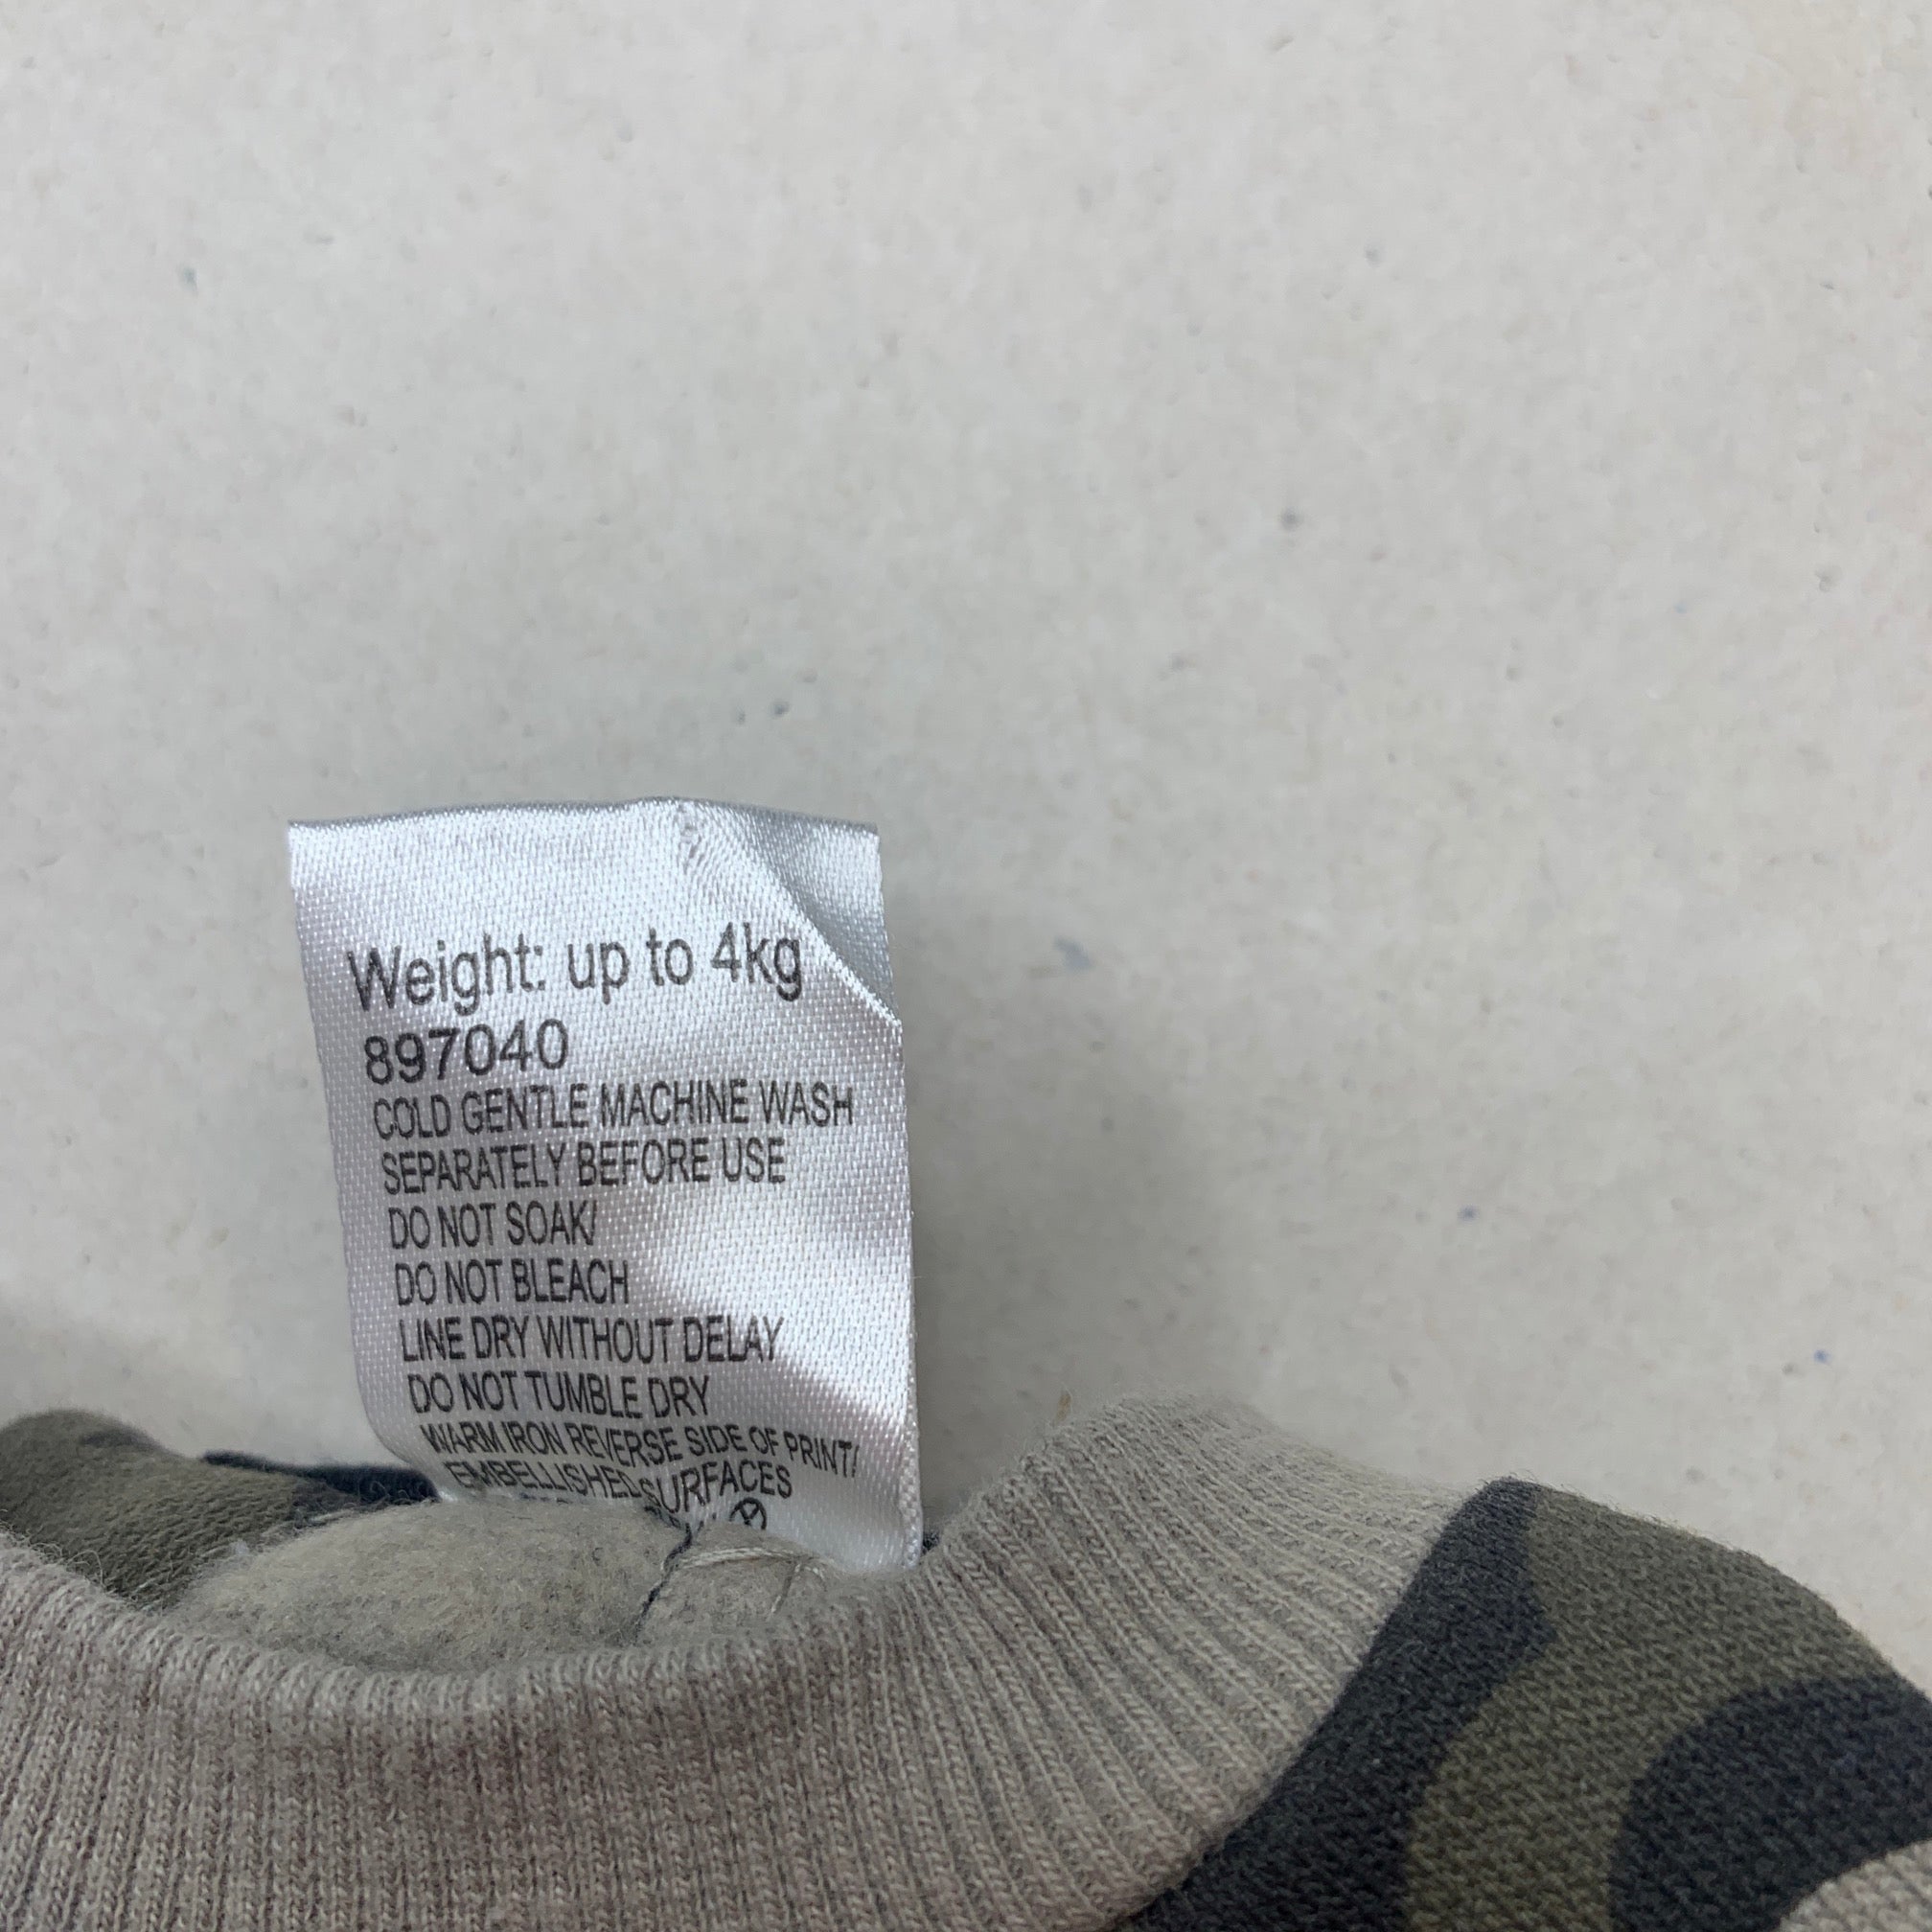 Weight: up to 4kg
897040
COLD GENTLE MACHINE WASH
SEPARATELY BEFORE USE
DO NOT SOAK/
DO NOT BLEACH
LINE DRY WITHOUT DELAY
DO NOT TUMBLE DRY
WARM IRON REVERSE SIDE OF PRINT/
EMBELLISHED SURFACES